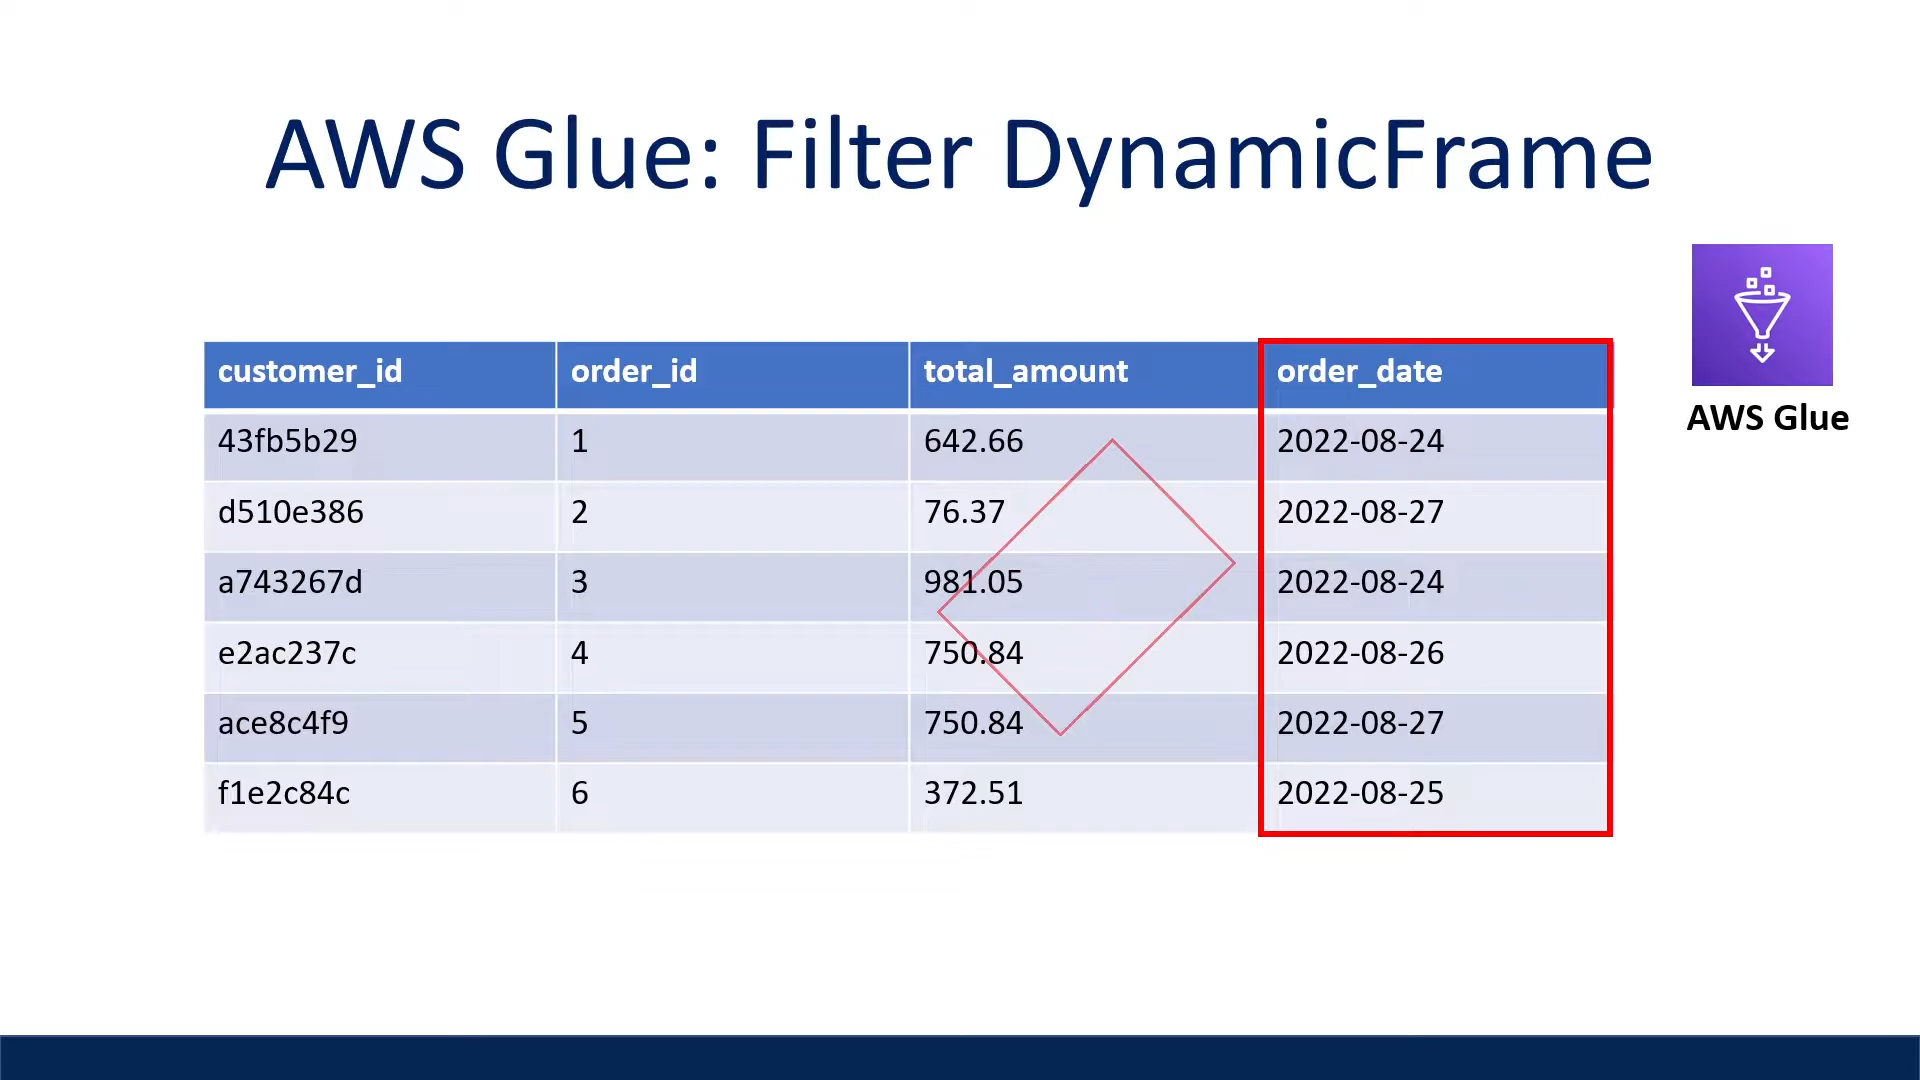 AWS Glue: Filter DynamicFrame
customer_id order_id total_amount order_date
43fb5b29 1 642.66 2022-08-24
d510e386 2 76.37 2022-08-27
a743267d 3 981.05 2022-08-24
e2ac237c 4 750.84 2022-08-26
ace8c4f9 5 750.84 2022-08-27
f1e2c84c 6 372.51 2022-08-25
AWS Glue